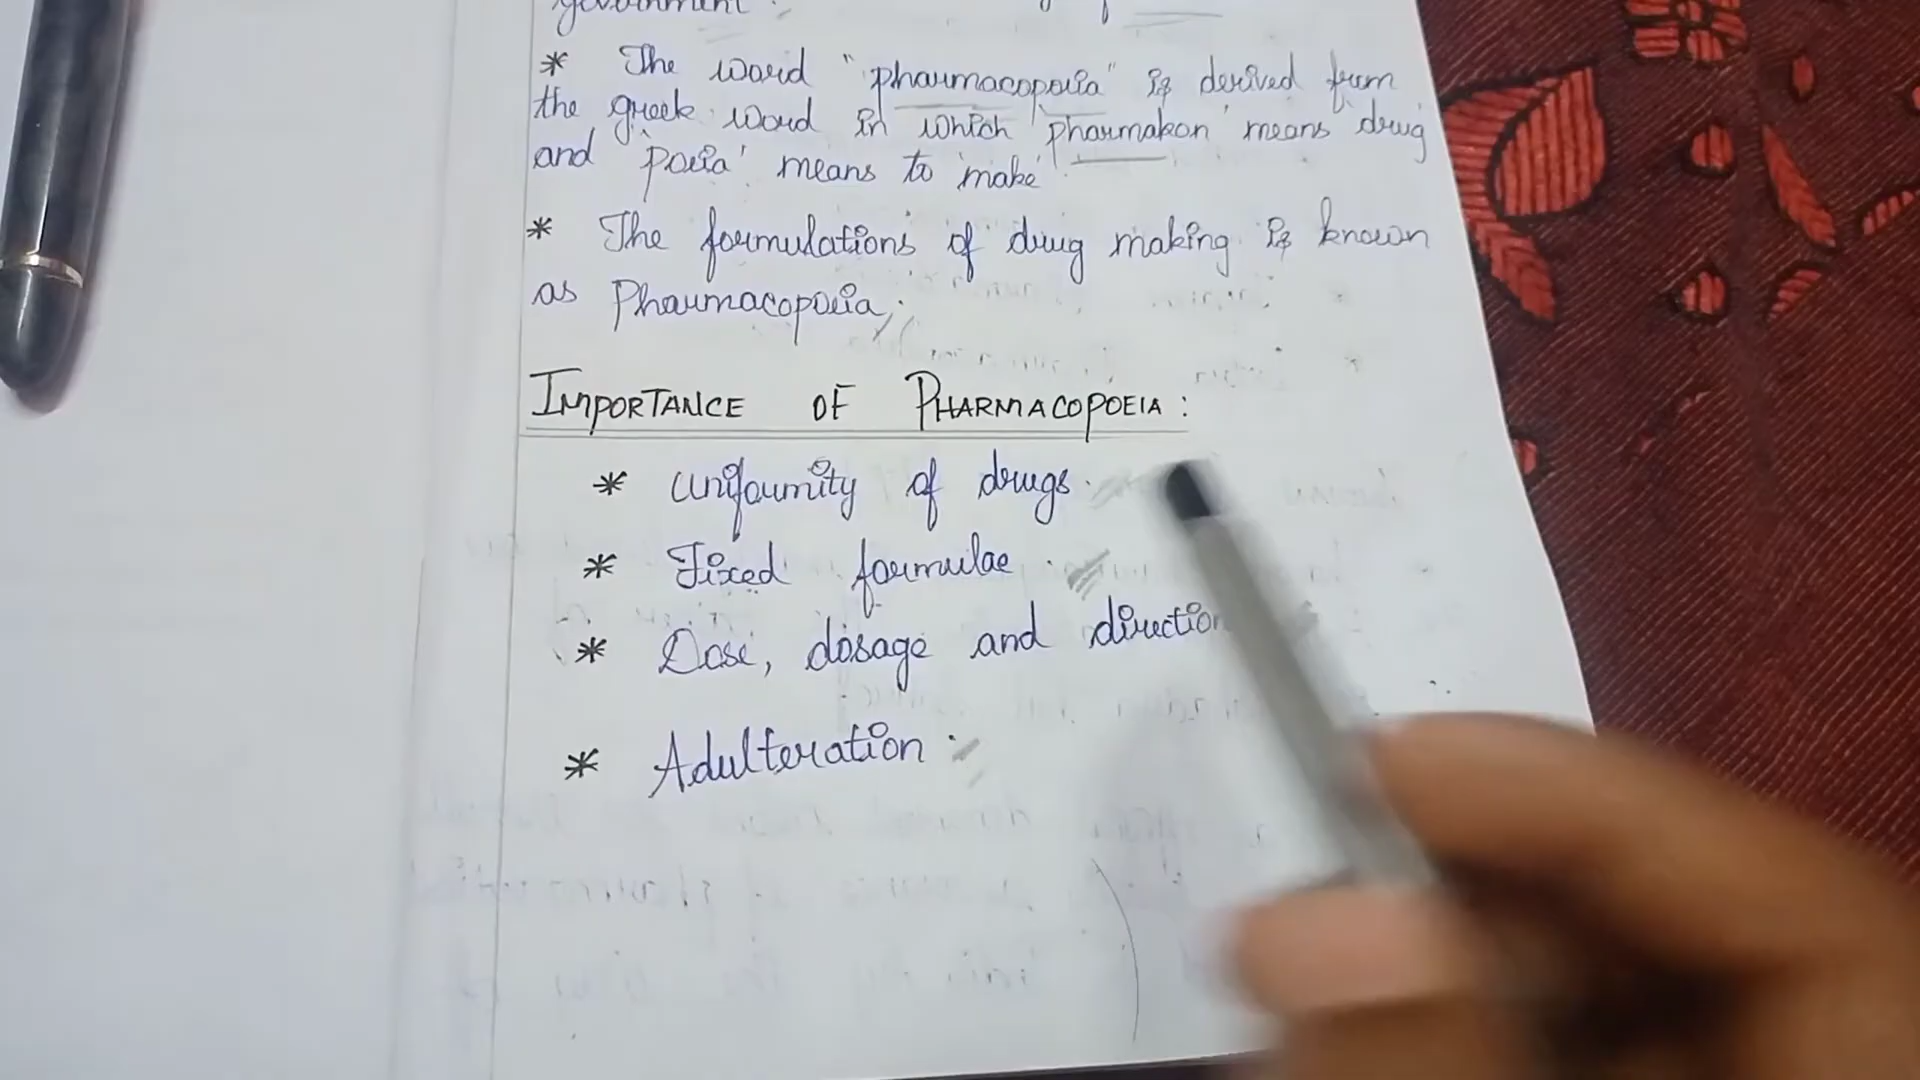 government.
* The word "pharmacopoeia" is derived from
the greek word in which 'pharmakon' means 'drug'
and 'poeia' means to 'make'
* The formulations of drug making is known
as Pharmacopoeia.
IMPORTANCE OF PHARMACOPOEIA:
* Uniformity of drugs.
* Fixed formulae.
* Dose, dosage and direction
* Adulteration.